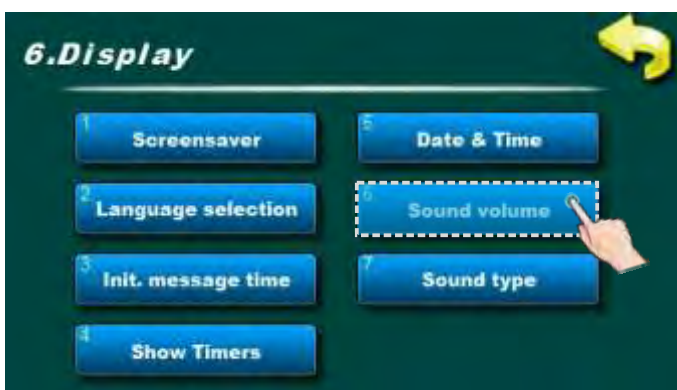 6.Display
1
Screensaver
2
Language selection
3
Init. message time
4
Show Timers
5
Date & Time
6
Sound volume
7
Sound type